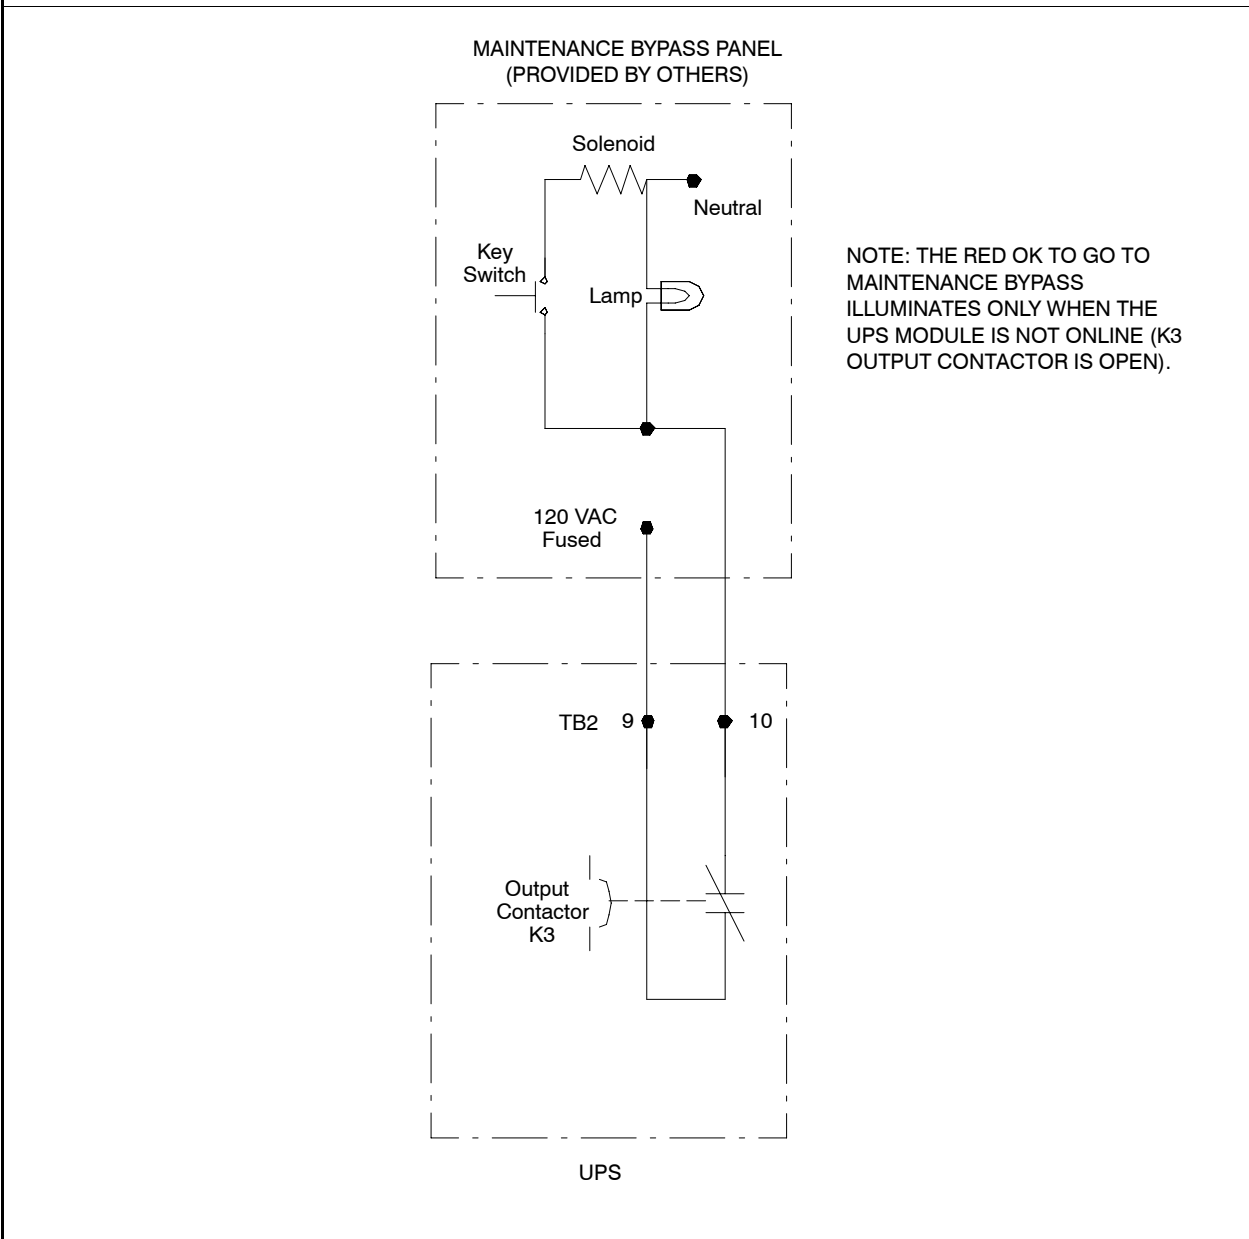 MAINTENANCE BYPASS PANEL
(PROVIDED BY OTHERS)
Solenoid
Neutral
Key
Switch
Lamp
NOTE: THE RED OK TO GO TO
MAINTENANCE BYPASS
ILLUMINATES ONLY WHEN THE
UPS MODULE IS NOT ONLINE (K3
OUTPUT CONTACTOR IS OPEN).
120 VAC
Fused
TB2 9 10
Output
Contactor
K3
UPS